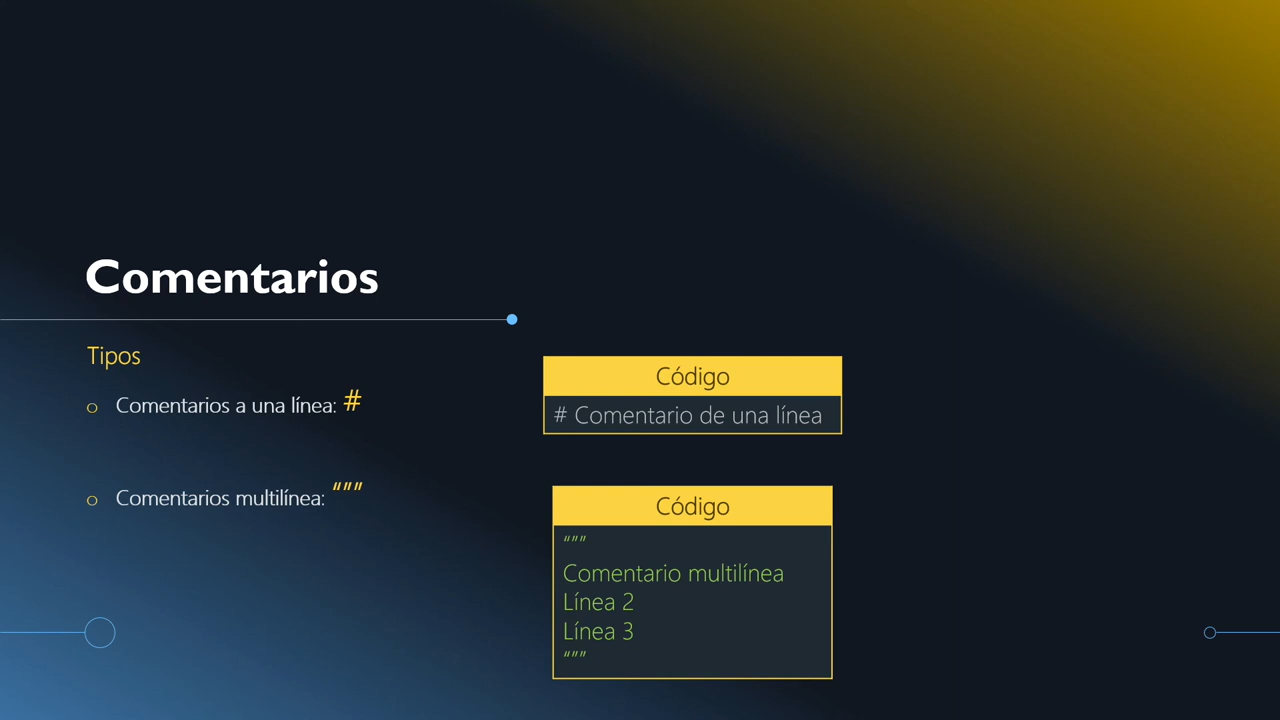 Comentarios
Tipos
o Comentarios a una línea: #
o Comentarios multilínea: """
Código
# Comentario de una línea
Código
"""
Comentario multilínea
Línea 2
Línea 3
"""